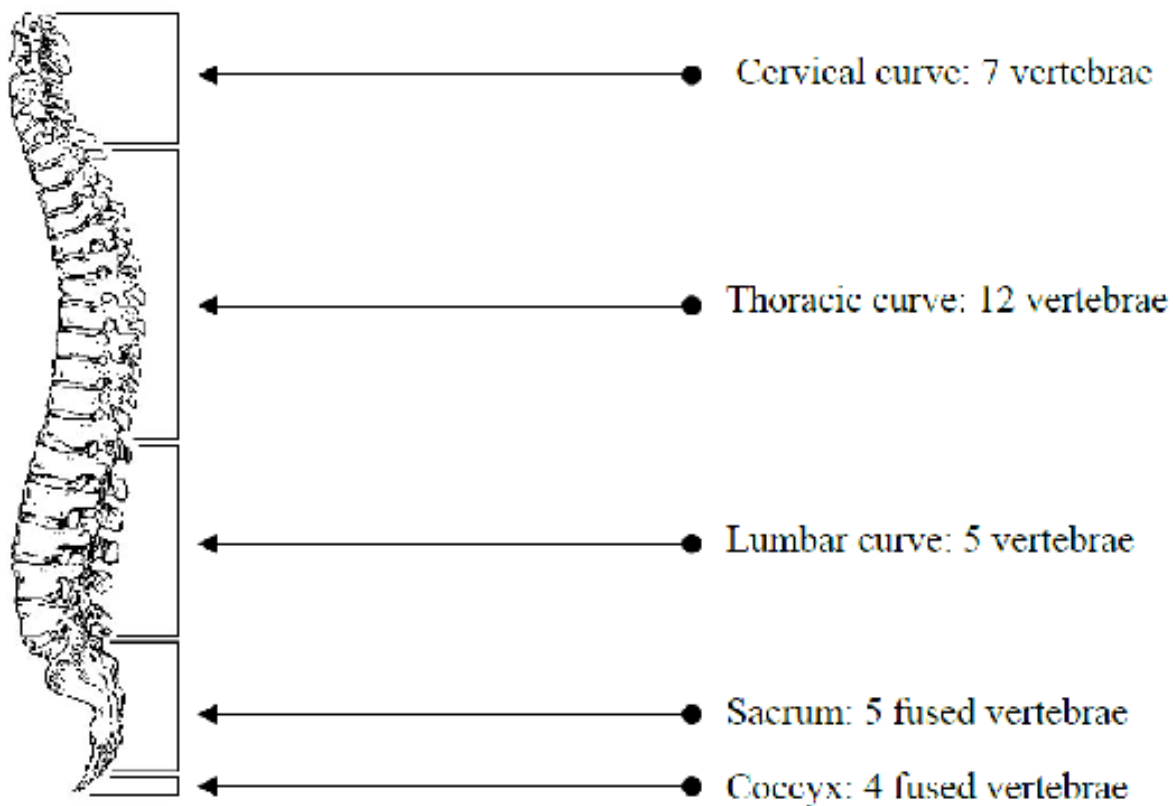 Cervical curve: 7 vertebrae
Thoracic curve: 12 vertebrae
Lumbar curve: 5 vertebrae
Sacrum: 5 fused vertebrae
Coccyx: 4 fused vertebrae